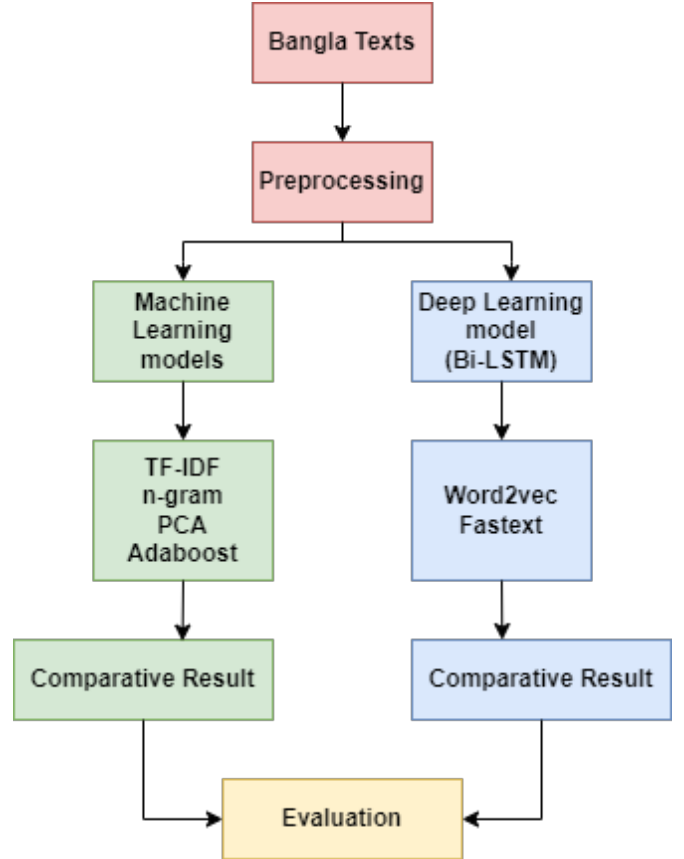 Bangla Texts
Preprocessing
Machine
Learning
models
Deep Learning
model
(Bi-LSTM)
TF-IDF
n-gram
PCA
Adaboost
Word2vec
Fastext
Comparative Result
Comparative Result
Evaluation